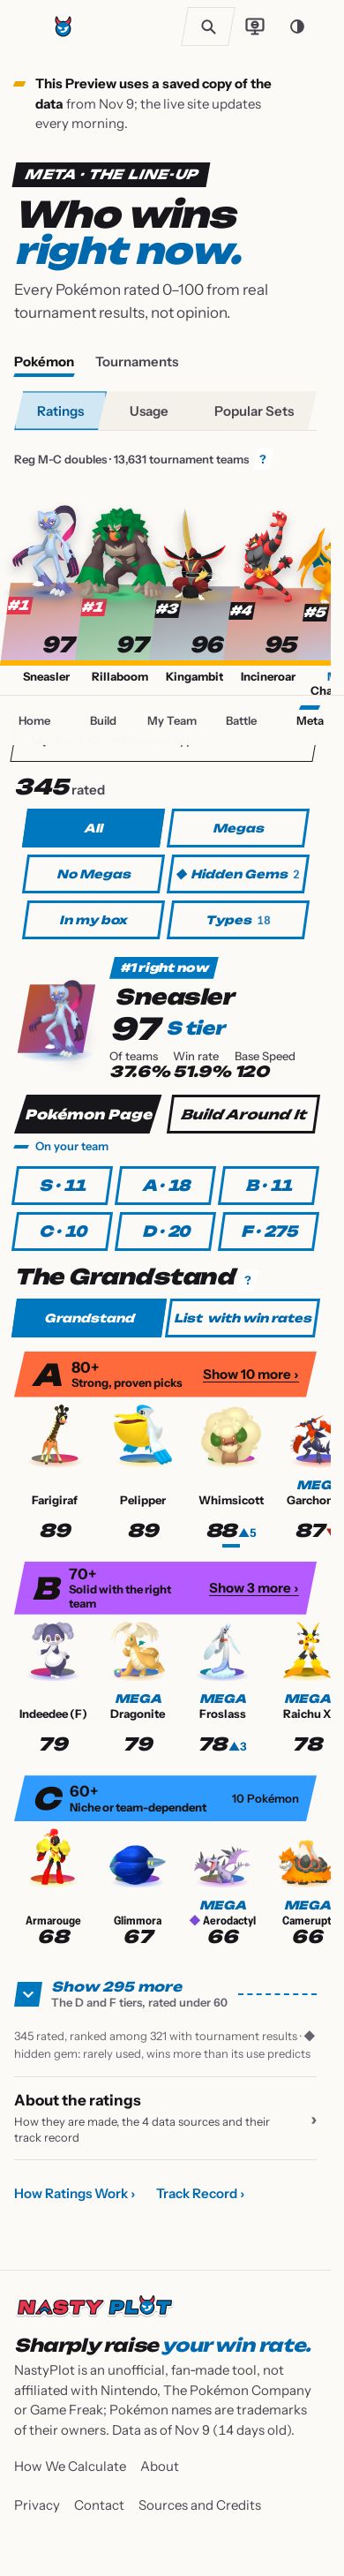 This Preview uses a saved copy of the
data from Nov 9; the live site updates
every morning.
META · THE LINE-UP
Who wins
right now.
Every Pokémon rated 0–100 from real
tournament results, not opinion.
Pokémon Tournaments
Ratings Usage Popular Sets
Reg M-C doubles · 13,631 tournament teams ?
#1 #1 #3 #4 #5
97 97 96 95
Sneasler Rillaboom Kingambit Incineroar
Home Build My Team Battle Meta
345 rated
All Megas
No Megas ◆ Hidden Gems 2
In my box Types 18
#1 right now
Sneasler
97 S tier
Of teams Win rate Base Speed
37.6% 51.9% 120
Pokémon Page Build Around It
On your team
S · 11 A · 18 B · 11
C · 10 D · 20 F · 275
The Grandstand ?
Grandstand List with win rates
A 80+ Strong, proven picks Show 10 more ›
MEGA
Farigiraf Pelipper Whimsicott Garchom
89 89 88 ▲5 87
B 70+ Solid with the right team Show 3 more ›
MEGA MEGA MEGA
Indeedee (F) Dragonite Froslass Raichu X
79 79 78 ▲3 78
C 60+ Niche or team-dependent 10 Pokémon
MEGA MEGA
Armarouge Glimmora ◆ Aerodactyl Camerupt
68 67 66 66
Show 295 more
The D and F tiers, rated under 60
345 rated, ranked among 321 with tournament results · ◆
hidden gem: rarely used, wins more than its use predicts
About the ratings
How they are made, the 4 data sources and their
track record ›
How Ratings Work › Track Record ›
NASTY PLOT
Sharply raise your win rate.
NastyPlot is an unofficial, fan-made tool, not
affiliated with Nintendo, The Pokémon Company
or Game Freak; Pokémon names are trademarks
of their owners. Data as of Nov 9 (14 days old).
How We Calculate About
Privacy Contact Sources and Credits